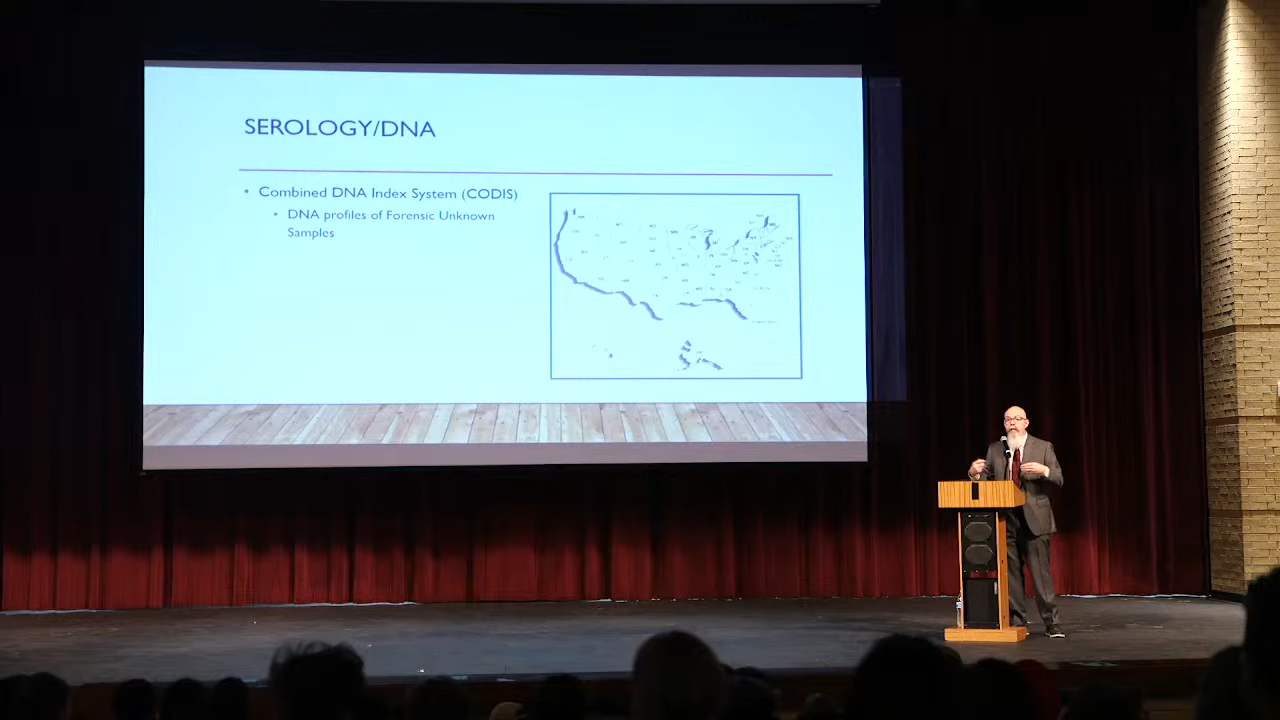 SEROLOGY/DNA
• Combined DNA Index System (CODIS)
• DNA profiles of Forensic Unknown
Samples